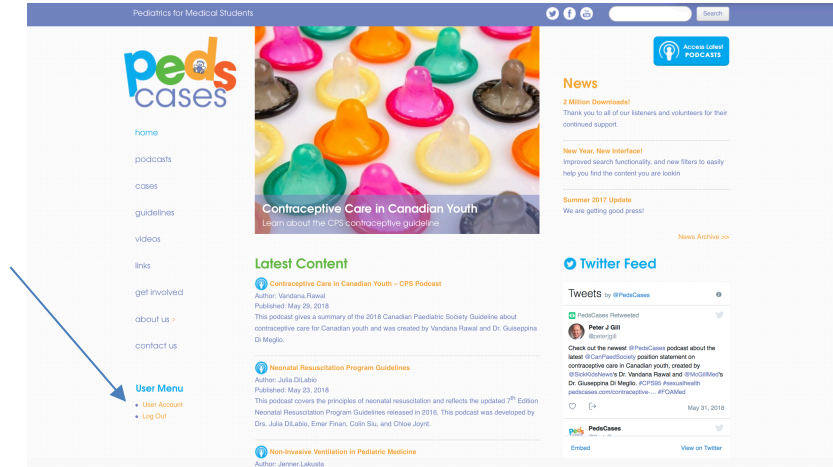 Pediatrics for Medical Students
Search
peds
cases
home
podcasts
cases
guidelines
videos
links
get involved
about us
contact us
User Menu
User Account
Log Out
Contraceptive Care in Canadian Youth
Learn about the CPS contraceptive guideline
Latest Content
Contraceptive Care in Canadian Youth – CPS Podcast
Author: Vandana.Rawal
Published: May 29, 2018
This podcast gives a summary of the 2018 Canadian Paediatric Society Guideline about
contraceptive care for Canadian youth and was created by Vandana Rawal and Dr. Guiseppina
Di Meglio.
Neonatal Resuscitation Program Guidelines
Author: Julia.DiLabio
Published: May 23, 2018
This podcast covers the principles of neonatal resuscitation and reflects the updated 7th Edition
Neonatal Resuscitation Program Guidelines released in 2016. This podcast was developed by
Drs. Julia DiLabio, Emer Finan, Colin Siu, and Chloe Joynt.
Non-Invasive Ventilation in Pediatric Medicine
Author: Jenner.Lakusta
Access Latest
PODCASTS
News
2 Million Downloads!
Thank you to all of our listeners and volunteers for their
continued support.
New Year, New Interface!
Improved search functionality, and new filters to easily
help you find the content you are lookin
Summer 2017 Update
We are getting good press!
News Archive >>
Twitter Feed
Tweets by @PedsCases
PedsCases Retweeted
Peter J Gill
@peterjgill
Check out the newest @PedsCases podcast about the
latest @CanPaedSociety position statement on
contraceptive care in Canadian youth, created by
@SickKidsNews's Dr. Vandana Rawal and @McGillMed's
Dr. Giuseppina Di Meglio. #CPS95 #sexualhealth
pedscases.com/contraceptive-… #FOAMed
May 31, 2018
peds
PedsCases
Embed
View on Twitter